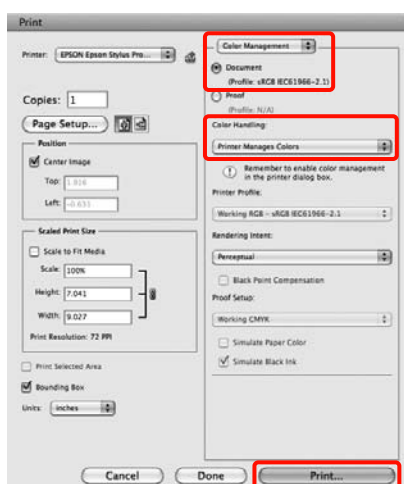 Print
Printer: EPSON Epson Stylus Pro...
Copies: 1
Page Setup...
Position
Center Image
Top: 1.916
Left: -0.631
Scaled Print Size
Scale to Fit Media
Scale: 100%
Height: 7.041
Width: 9.027
Print Resolution: 72 PPI
Print Selected Area
Bounding Box
Units: inches
Color Management
Document
(Profile: sRGB IEC61966-2.1)
Proof
(Profile: N/A)
Color Handling:
Printer Manages Colors
Remember to enable color management
in the printer dialog box.
Printer Profile:
Working RGB - sRGB IEC61966-2.1
Rendering Intent:
Perceptual
Black Point Compensation
Proof Setup:
Working CMYK
Simulate Paper Color
Simulate Black Ink
Cancel
Done
Print...